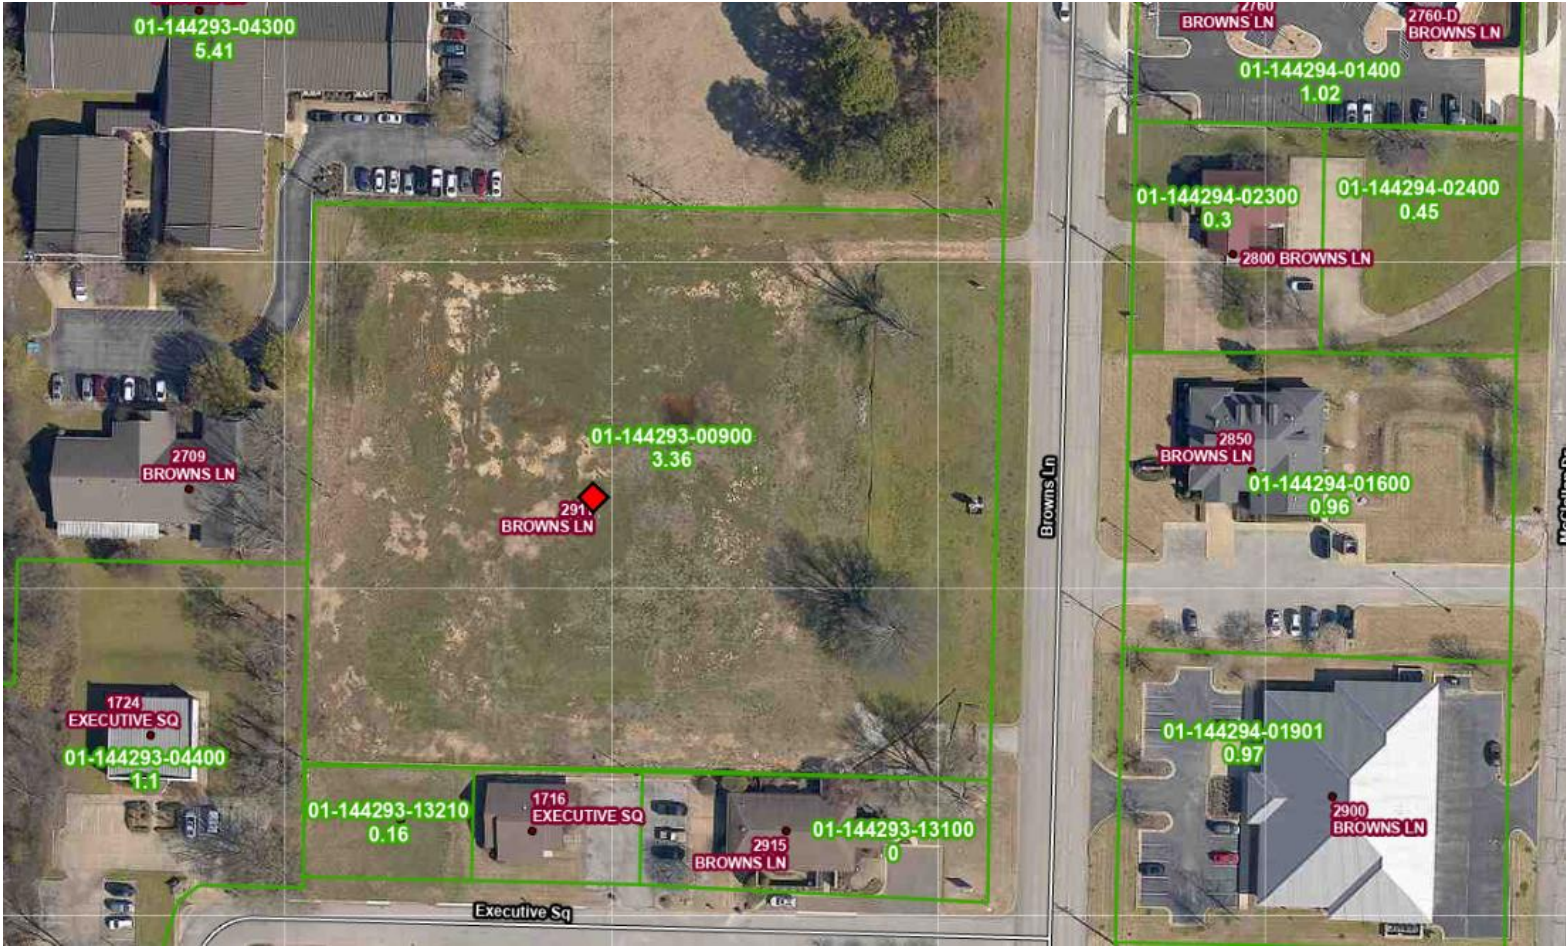 01-144293-04300
5.41
2760
BROWNS LN
2760-D
BROWNS LN
01-144294-01400
1.02
01-144294-02300
0.3
01-144294-02400
0.45
2800 BROWNS LN
2709
BROWNS LN
01-144293-00900
3.36
BROWNS LN
Browns Ln
2850
BROWNS LN
01-144294-01600
0.96
1724
EXECUTIVE SQ
01-144293-04400
1.1
01-144294-01901
0.97
2900
BROWNS LN
01-144293-13210
0.16
1716
EXECUTIVE SQ
2915
BROWNS LN
01-144293-13100
0
Executive Sq